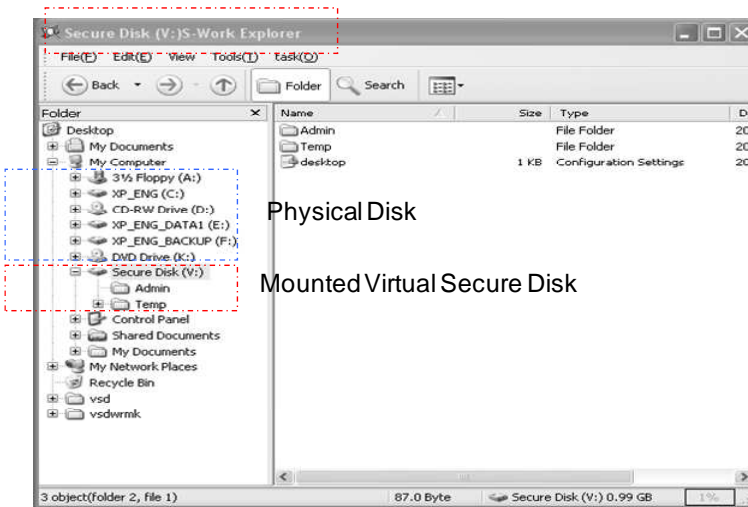 Secure Disk (V:)S-Work Explorer
File(F) Edit(E) View Tools(T) task(O)
Back Folder Search
Folder
Desktop
My Documents
My Computer
3½ Floppy (A:)
XP_ENG (C:)
CD-RW Drive (D:)
XP_ENG_DATA1 (E:)
XP_ENG_BACKUP (F:)
DVD Drive (K:)
Secure Disk (V:)
Admin
Temp
Control Panel
Shared Documents
My Documents
My Network Places
Recycle Bin
vsd
vsdwrmk
Name Size Type D
Admin File Folder 20
Temp File Folder 20
desktop 1 KB Configuration Settings 20
Physical Disk
Mounted Virtual Secure Disk
3 object(folder 2, file 1) 87.0 Byte Secure Disk (V:) 0.99 GB 1%